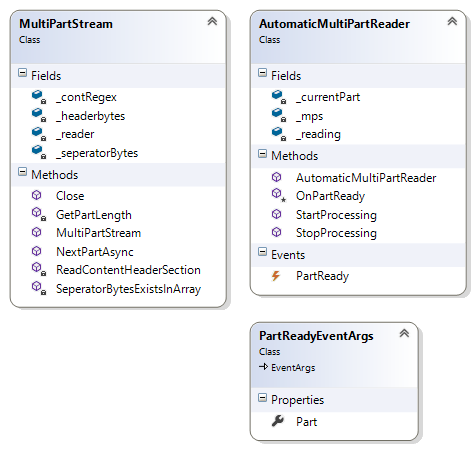 MultiPartStream
Class
Fields
_contRegex
_headerbytes
_reader
_seperatorBytes
Methods
Close
GetPartLength
MultiPartStream
NextPartAsync
ReadContentHeaderSection
SeperatorBytesExistsInArray
AutomaticMultiPartReader
Class
Fields
_currentPart
_mps
_reading
Methods
AutomaticMultiPartReader
OnPartReady
StartProcessing
StopProcessing
Events
PartReady
PartReadyEventArgs
Class
EventArgs
Properties
Part